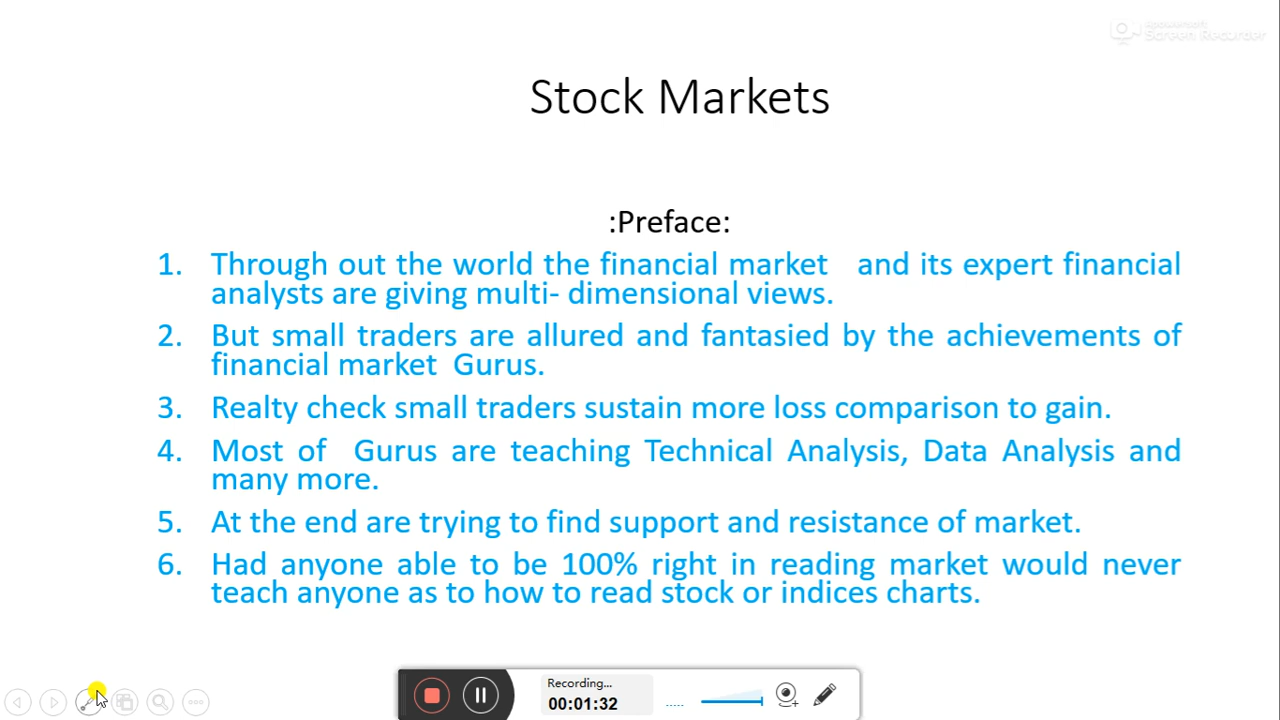 Apowersoft
Screen Recorder
Stock Markets
:Preface:
1. Through out the world the financial market and its expert financial
analysts are giving multi- dimensional views.
2. But small traders are allured and fantasied by the achievements of
financial market Gurus.
3. Realty check small traders sustain more loss comparison to gain.
4. Most of Gurus are teaching Technical Analysis, Data Analysis and
many more.
5. At the end are trying to find support and resistance of market.
6. Had anyone able to be 100% right in reading market would never
teach anyone as to how to read stock or indices charts.
Recording...
00:01:32